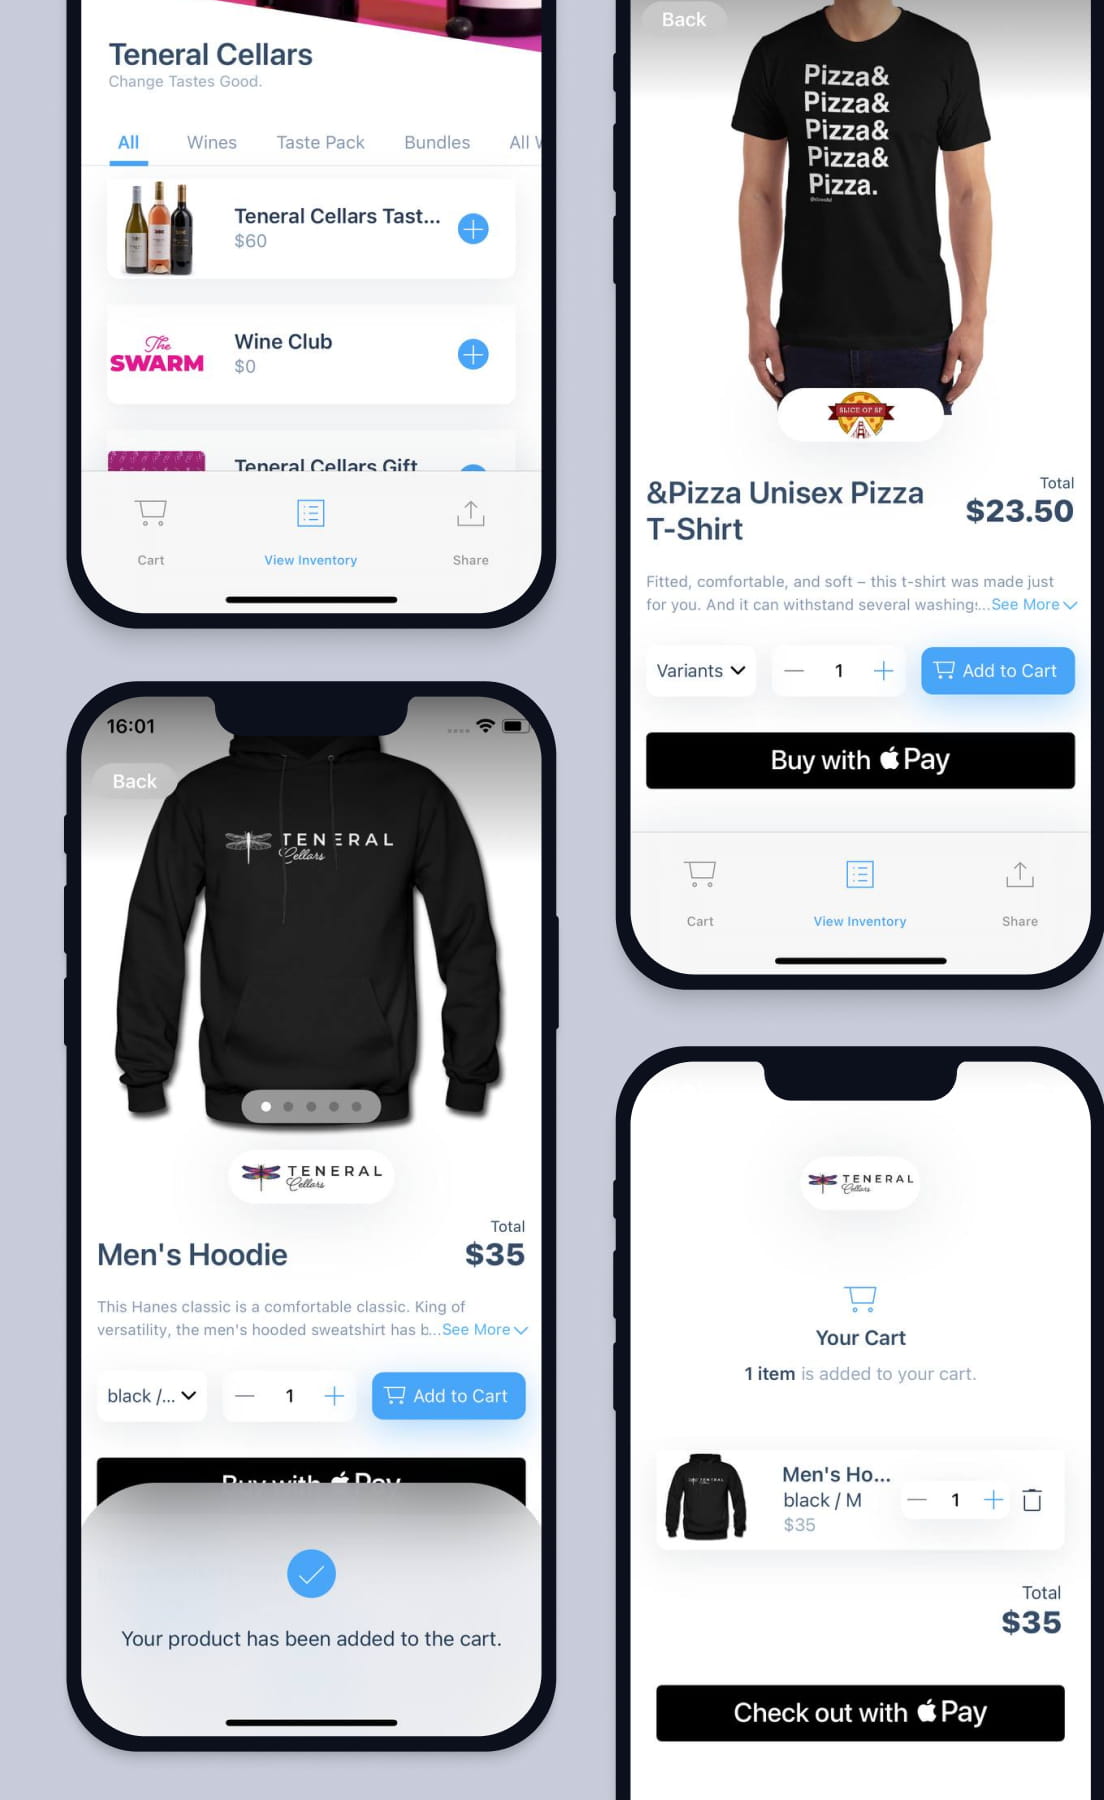 Teneral Cellars
Change Tastes Good.
All
Wines
Taste Pack
Bundles
All
Teneral Cellars Tast...
$60
The
SWARM
Wine Club
$0
Teneral Cellars Gift
Cart
View Inventory
Share
Back
Pizza&
Pizza&
Pizza&
Pizza&
Pizza.
SLICE OF SF
&Pizza Unisex Pizza
T-Shirt
Total
$23.50
Fitted, comfortable, and soft – this t-shirt was made just
for you. And it can withstand several washings...See More
Variants
1
Add to Cart
Buy with Pay
Cart
View Inventory
Share
16:01
Back
TENERAL
Cellars
TENERAL
Cellars
Men's Hoodie
Total
$35
This Hanes classic is a comfortable classic. King of
versatility, the men's hooded sweatshirt has b...See More
black /...
1
Add to Cart
Buy with Pay
Your product has been added to the cart.
TENERAL
Cellars
Your Cart
1 item is added to your cart.
TENERAL
Men's Ho...
black / M
$35
1
Total
$35
Check out with Pay